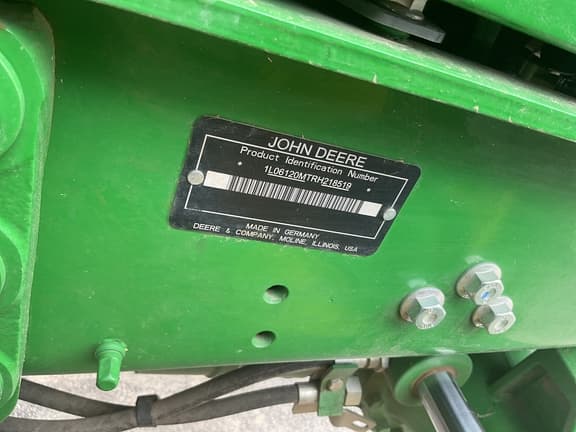 JOHN DEERE
Product Identification Number
* 1L06120MTRH218519 *
MADE IN GERMANY
DEERE & COMPANY, MOLINE, ILLINOIS, USA